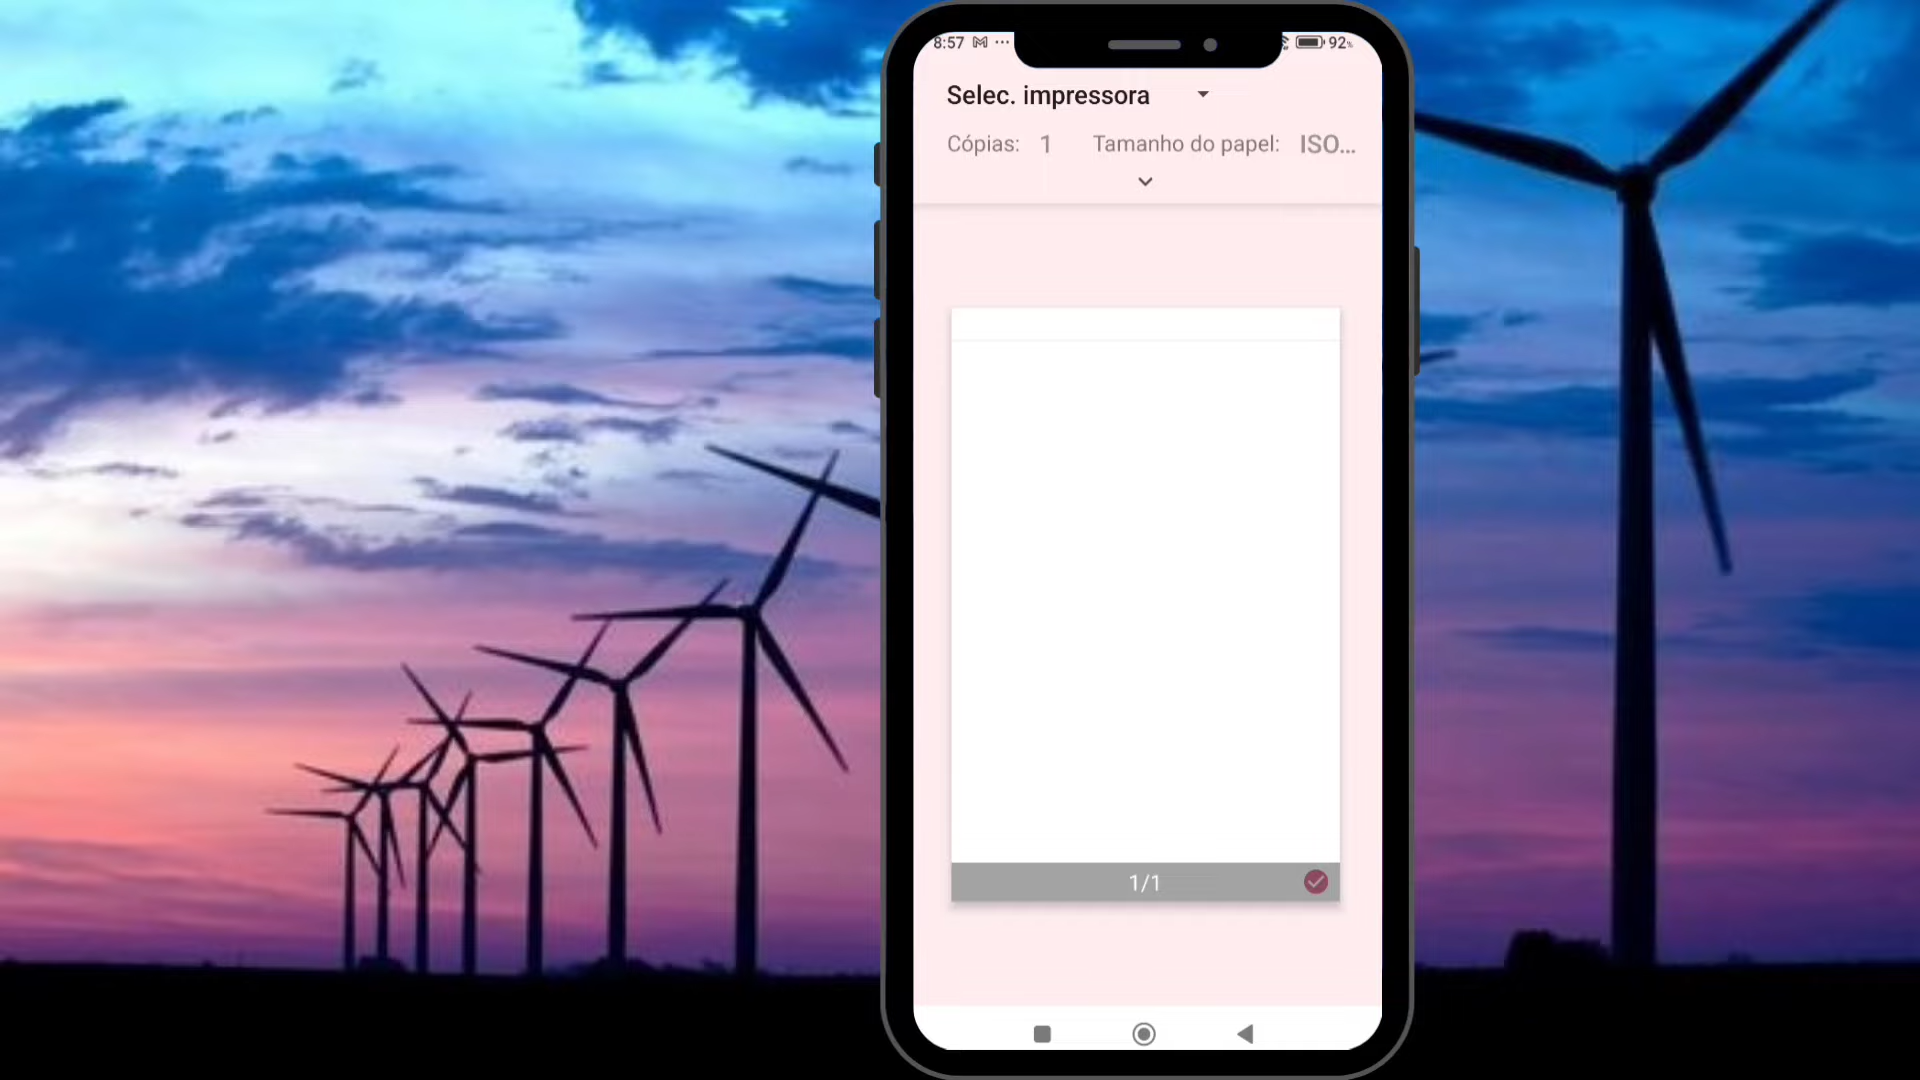 8:57 ... 92%
Selec. impressora
Cópias: 1 Tamanho do papel: ISO...
1/1